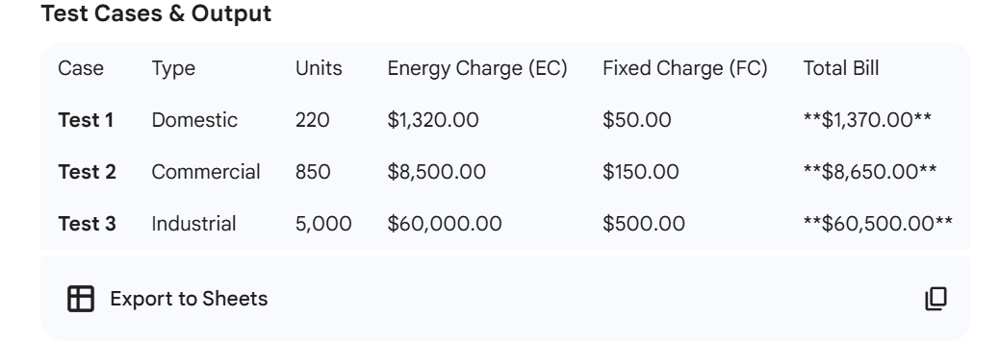 Test Cases & Output
Case Type Units Energy Charge (EC) Fixed Charge (FC) Total Bill
Test 1 Domestic 220 $1,320.00 $50.00 **$1,370.00**
Test 2 Commercial 850 $8,500.00 $150.00 **$8,650.00**
Test 3 Industrial 5,000 $60,000.00 $500.00 **$60,500.00**
Export to Sheets